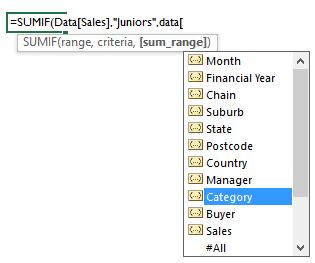 =SUMIF(Data[Sales],"Juniors",data[
SUMIF(range, criteria, [sum_range])
Month
Financial Year
Chain
Suburb
State
Postcode
Country
Manager
Category
Buyer
Sales
#All